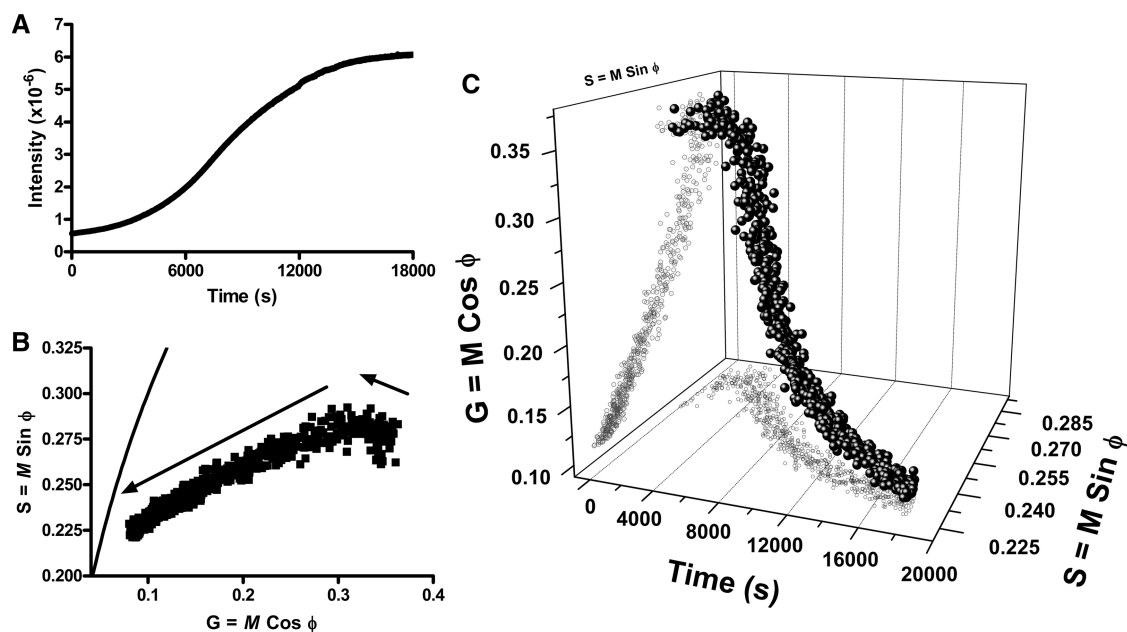 A
7
6
5
4
3
2
1
0
Intensity (x10⁻⁶)
0 6000 12000 18000
Time (s)
B
0.325
0.300
0.275
0.250
0.225
0.200
S = M Sin ϕ
0.1 0.2 0.3 0.4
G = M Cos ϕ
C
S = M Sin ϕ
0.35
0.30
0.25
0.20
0.15
0.10
G = M Cos ϕ
0 4000 8000 12000 16000 20000
Time (s)
0.285
0.270
0.255
0.240
0.225
S = M Sin ϕ